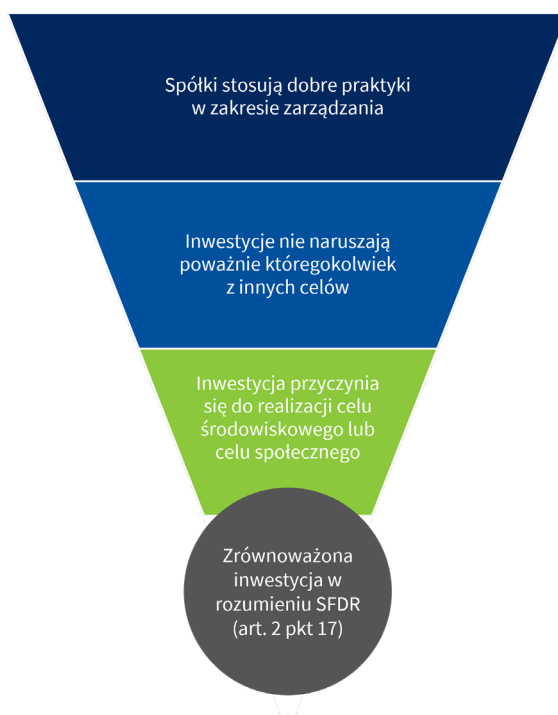 Spółki stosują dobre praktyki
w zakresie zarządzania
Inwestycje nie naruszają
poważnie któregokolwiek
z innych celów
Inwestycja przyczynia
się do realizacji celu
środowiskowego lub
celu społecznego
Zrównoważona
inwestycja w
rozumieniu SFDR
(art. 2 pkt 17)